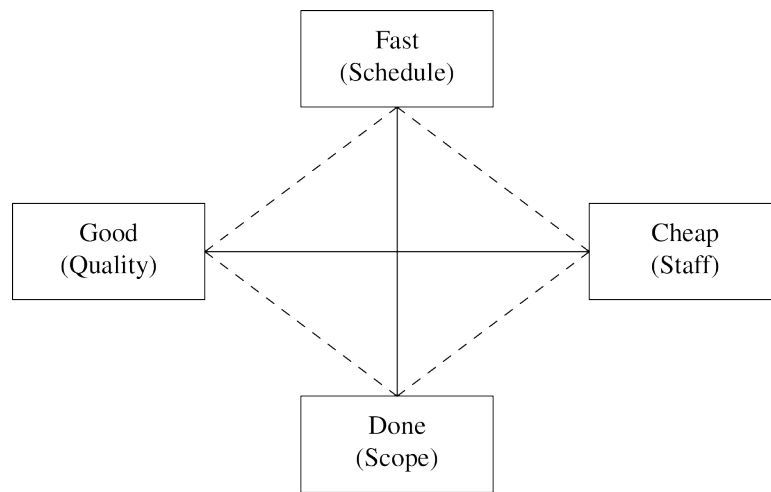 Fast
(Schedule)
Good
(Quality)
Cheap
(Staff)
Done
(Scope)